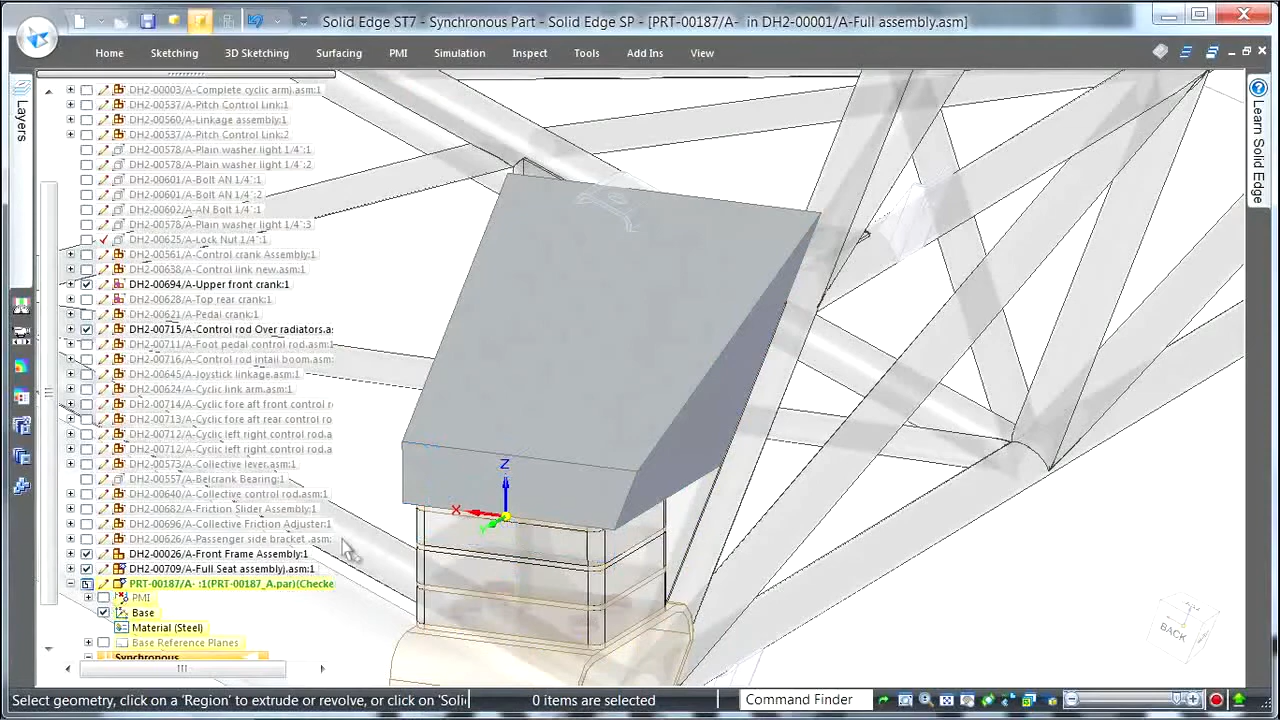 Solid Edge ST7 - Synchronous Part - Solid Edge SP - [PRT-00187/A- in DH2-00001/A-Full assembly.asm]
Home Sketching 3D Sketching Surfacing PMI Simulation Inspect Tools Add Ins View
Layers
Learn Solid Edge
DH2-00003/A-Complete cyclic arm).asm:1
DH2-00537/A-Pitch Control Link:1
DH2-00560/A-Linkage assembly:1
DH2-00537/A-Pitch Control Link:2
DH2-00578/A-Plain washer light 1/4":1
DH2-00578/A-Plain washer light 1/4":2
DH2-00601/A-Bolt AN 1/4":1
DH2-00601/A-Bolt AN 1/4":2
DH2-00602/A-AN Bolt 1/4":1
DH2-00578/A-Plain washer light 1/4":3
DH2-00625/A-Lock Nut 1/4":1
DH2-00561/A-Control crank Assembly:1
DH2-00638/A-Control link new.asm:1
DH2-00694/A-Upper front crank:1
DH2-00628/A-Top rear crank:1
DH2-00621/A-Pedal crank:1
DH2-00715/A-Control rod Over radiators.a
DH2-00711/A-Foot pedal control rod.asm:1
DH2-00716/A-Control rod intail boom.asm:
DH2-00645/A-Joystick linkage.asm:1
DH2-00624/A-Cyclic link arm.asm:1
DH2-00714/A-Cyclic fore aft front control r
DH2-00713/A-Cyclic fore aft rear control ro
DH2-00712/A-Cyclic left right control rod.a
DH2-00712/A-Cyclic left right control rod.a
DH2-00573/A-Collective lever.asm:1
DH2-00557/A-Belcrank Bearing:1
DH2-00640/A-Collective control rod.asm:1
DH2-00682/A-Friction Slider Assembly:1
DH2-00696/A-Collective Friction Adjuster:1
DH2-00626/A-Passenger side bracket .asm:
DH2-00026/A-Front Frame Assembly:1
DH2-00709/A-Full Seat assembly).asm:1
PRT-00187/A- :1(PRT-00187_A.par)(Checke
PMI
Base
Material (Steel)
Base Reference Planes
Synchronous
Z
X
Y
BACK
Select geometry, click on a 'Region' to extrude or revolve, or click on 'Soli
0 items are selected
Command Finder